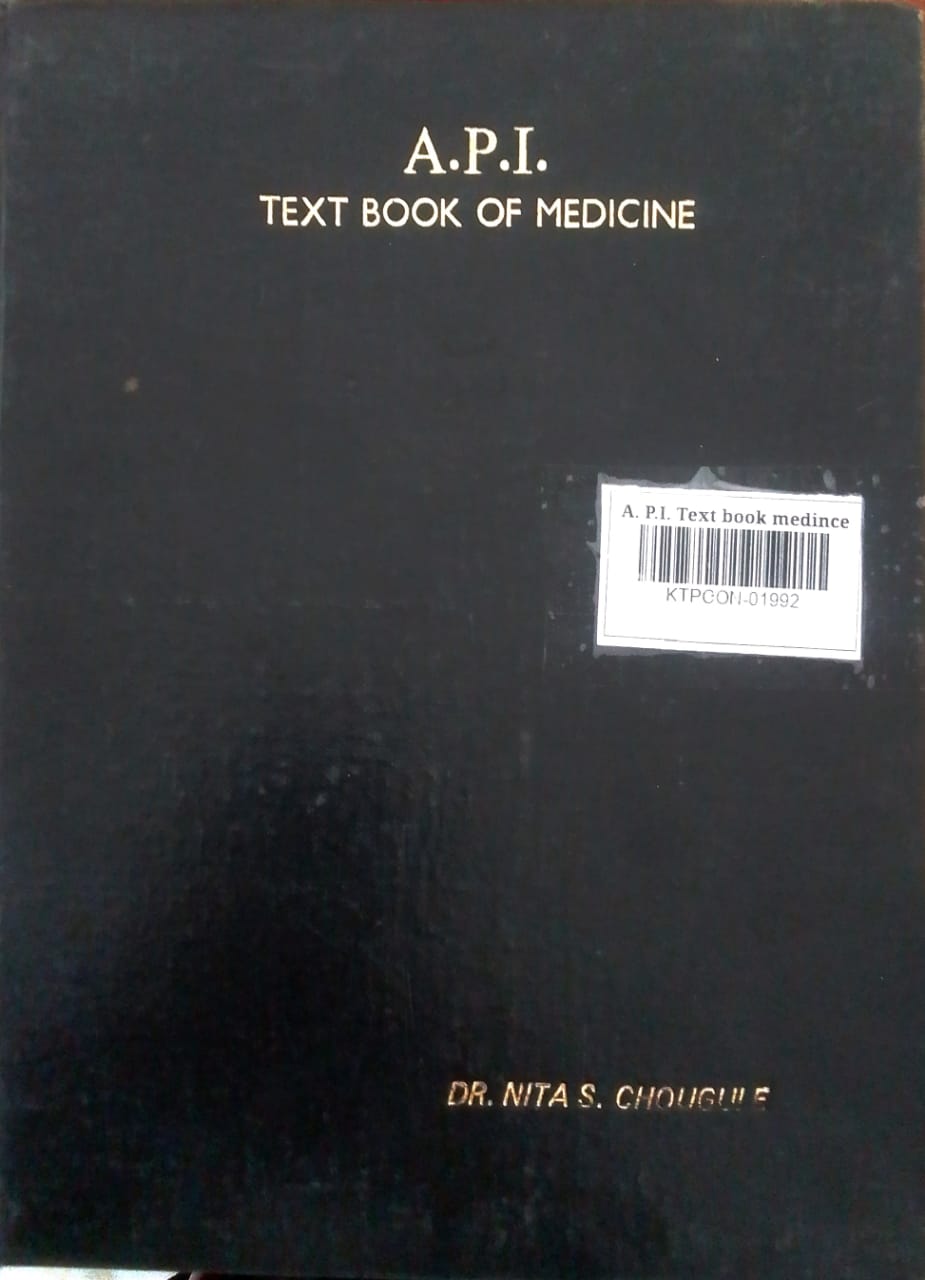 A.P.I.
TEXT BOOK OF MEDICINE
A. P.I. Text book medince
KTPCON-01992
DR. NITA S. CHOUGULE